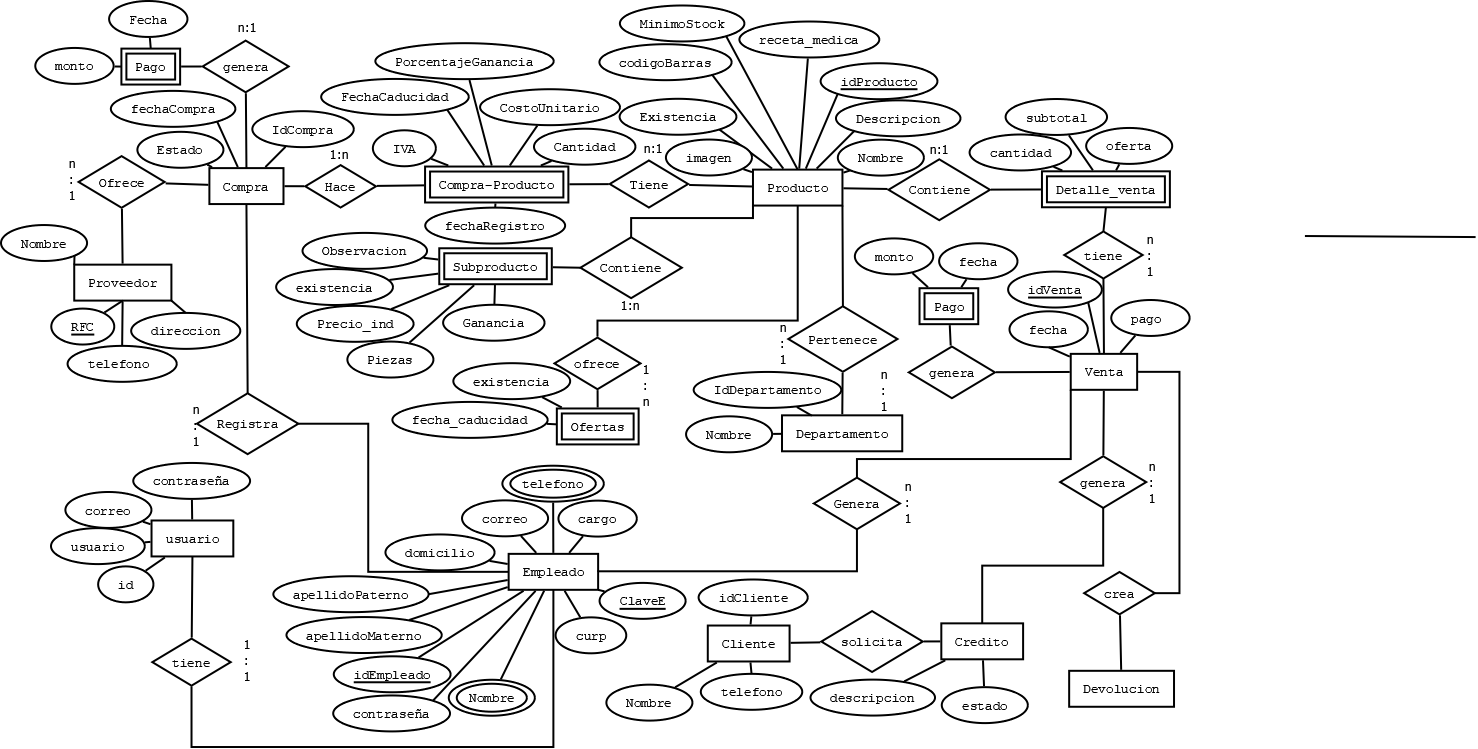 Fecha
n:1
MinimoStock
receta_medica
monto
Pago
genera
PorcentajeGanancia
codigoBarras
idProducto
fechaCompra
FechaCaducidad
CostoUnitario
Existencia
Descripcion
subtotal
IdCompra
Estado
IVA
Cantidad
imagen
Nombre
cantidad
oferta
n
:
1
Ofrece
Compra
1:n
Hace
Compra-Producto
n:1
Tiene
Producto
n:1
Contiene
Detalle_venta
fechaRegistro
Nombre
Observacion
Subproducto
Contiene
monto
fecha
tiene
n
:
1
Proveedor
existencia
1:n
Pago
idVenta
RFC
direccion
Precio_ind
Ganancia
n
:
1
Pertenece
fecha
pago
telefono
Piezas
existencia
ofrece
1
:
n
genera
Venta
IdDepartamento
n
:
1
n
:
1
Registra
fecha_caducidad
Ofertas
Nombre
Departamento
contraseña
telefono
Genera
n
:
1
genera
n
:
1
correo
usuario
usuario
id
correo
cargo
domicilio
Empleado
apellidoPaterno
ClaveE
idCliente
crea
apellidoMaterno
curp
Cliente
solicita
Credito
tiene
1
:
1
idEmpleado
Nombre
contraseña
Nombre
telefono
descripcion
estado
Devolucion